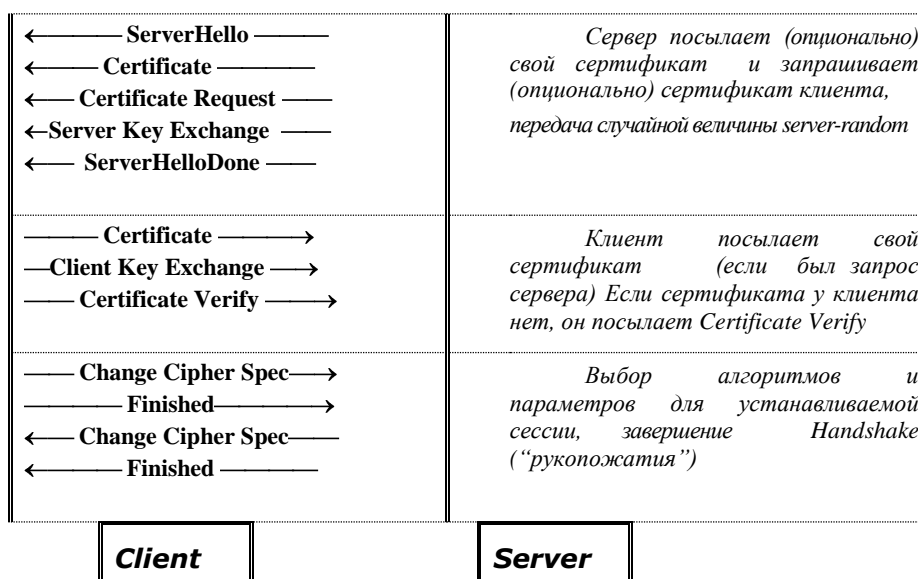 ←——— ServerHello ———
←—— Certificate ————
←—— Certificate Request ——
←Server Key Exchange ——
←—— ServerHelloDone ——
Сервер посылает (опционально)
свой сертификат и запрашивает
(опционально) сертификат клиента,
передача случайной величины server-random
——— Certificate ———→
—Client Key Exchange —→
—— Certificate Verify ——→
Клиент посылает свой
сертификат (если был запрос
сервера) Если сертификата у клиента
нет, он посылает Certificate Verify
—— Change Cipher Spec—→
———— Finished————→
←—— Change Cipher Spec——
←——— Finished ————
Выбор алгоритмов и
параметров для устанавливаемой
сессии, завершение Handshake
(“рукопожатия”)
Client
Server